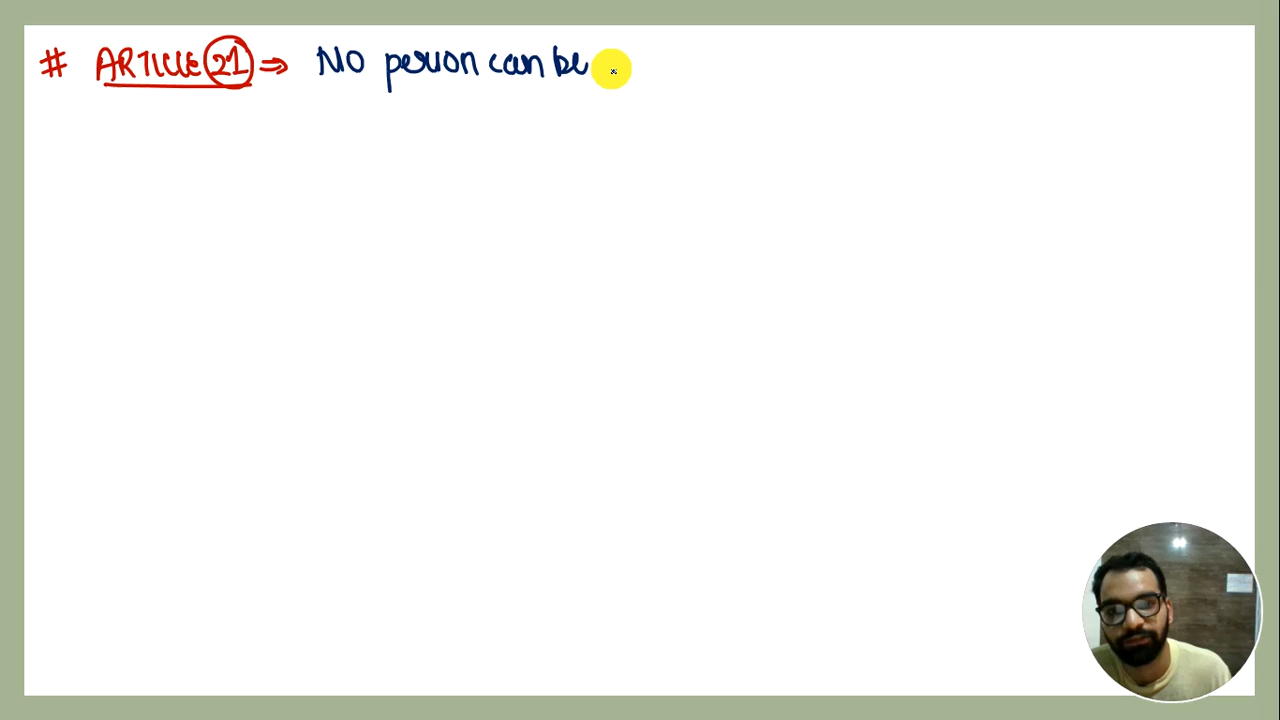 # ARTICLE 21 ⇒ No person can be